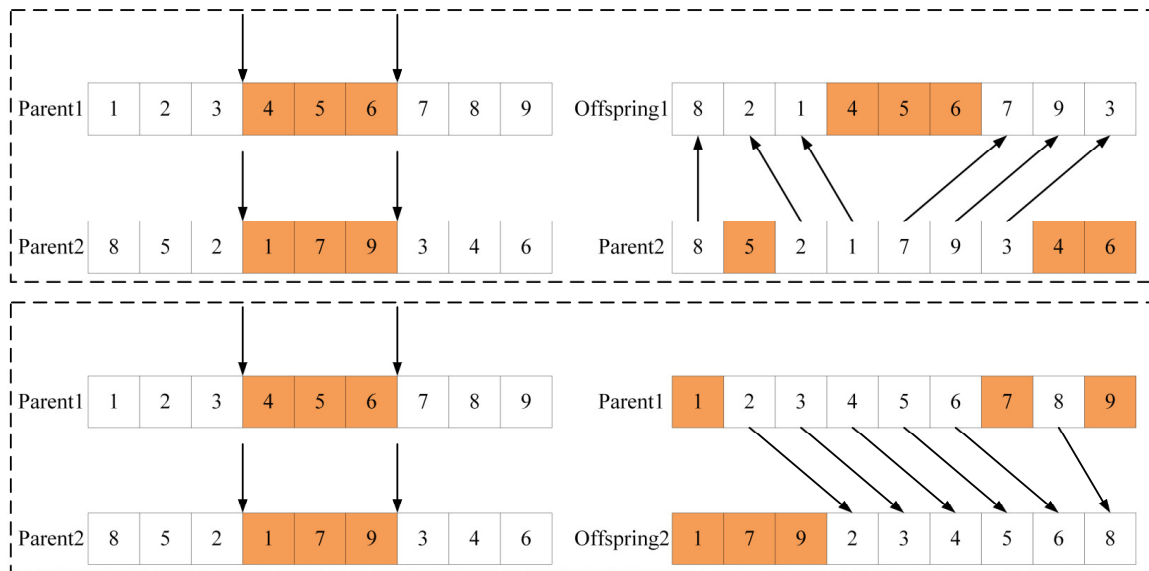 Parent1 1 2 3 4 5 6 7 8 9
Offspring1 8 2 1 4 5 6 7 9 3
Parent2 8 5 2 1 7 9 3 4 6
Parent2 8 5 2 1 7 9 3 4 6
Parent1 1 2 3 4 5 6 7 8 9
Parent1 1 2 3 4 5 6 7 8 9
Parent2 8 5 2 1 7 9 3 4 6
Offspring2 1 7 9 2 3 4 5 6 8